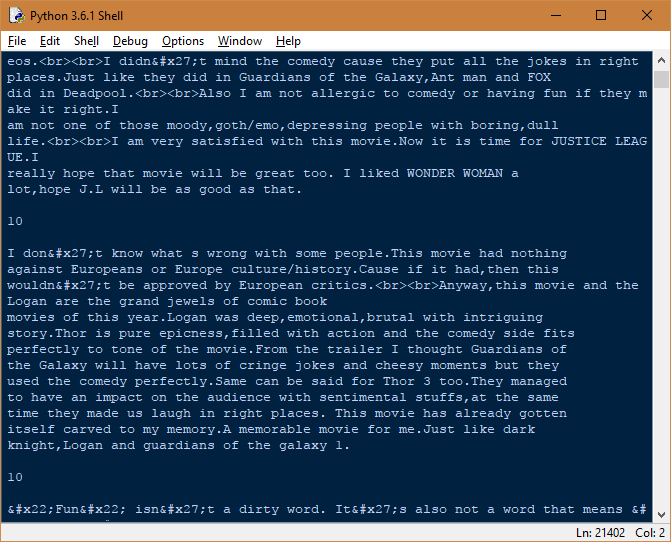 Python 3.6.1 Shell
File Edit Shell Debug Options Window Help
eos.<br><br>I didn&#x27;t mind the comedy cause they put all the jokes in right
places.Just like they did in Guardians of the Galaxy,Ant man and FOX
did in Deadpool.<br><br>Also I am not allergic to comedy or having fun if they m
ake it right.I
am not one of those moody,goth/emo,depressing people with boring,dull
life.<br><br>I am very satisfied with this movie.Now it is time for JUSTICE LEAG
UE.I
really hope that movie will be great too. I liked WONDER WOMAN a
lot,hope J.L will be as good as that.
10
I don&#x27;t know what s wrong with some people.This movie had nothing
against Europeans or Europe culture/history.Cause if it had,then this
wouldn&#x27;t be approved by European critics.<br><br>Anyway,this movie and the
Logan are the grand jewels of comic book
movies of this year.Logan was deep,emotional,brutal with intriguing
story.Thor is pure epicness,filled with action and the comedy side fits
perfectly to tone of the movie.From the trailer I thought Guardians of
the Galaxy will have lots of cringe jokes and cheesy moments but they
used the comedy perfectly.Same can be said for Thor 3 too.They managed
to have an impact on the audience with sentimental stuffs,at the same
time they made us laugh in right places. This movie has already gotten
itself carved to my memory.A memorable movie for me.Just like dark
knight,Logan and guardians of the galaxy 1.
10
&#x22;Fun&#x22; isn&#x27;t a dirty word. It&#x27;s also not a word that means &#
Ln: 21402 Col: 2